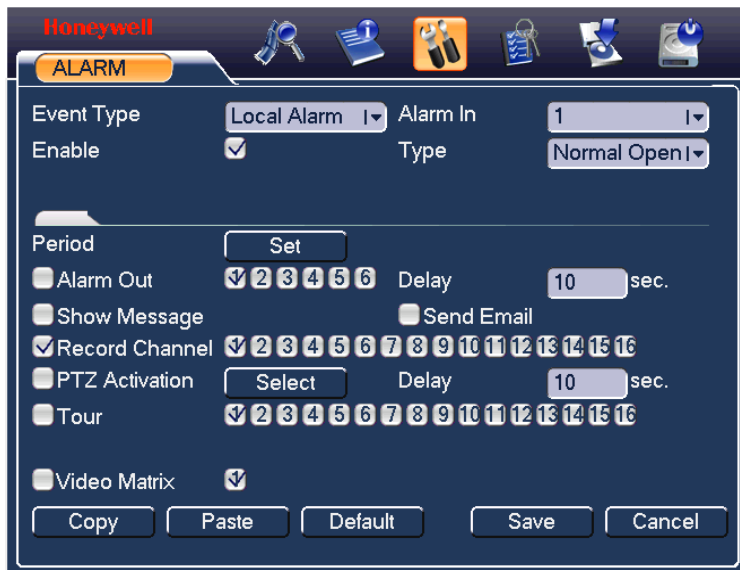 Honeywell
ALARM
Event Type Local Alarm Alarm In 1
Enable Type Normal Open
Period Set
Alarm Out 1 2 3 4 5 6 Delay 10 sec.
Show Message Send Email
Record Channel 1 2 3 4 5 6 7 8 9 10 11 12 13 14 15 16
PTZ Activation Select Delay 10 sec.
Tour 1 2 3 4 5 6 7 8 9 10 11 12 13 14 15 16
Video Matrix 1
Copy Paste Default Save Cancel